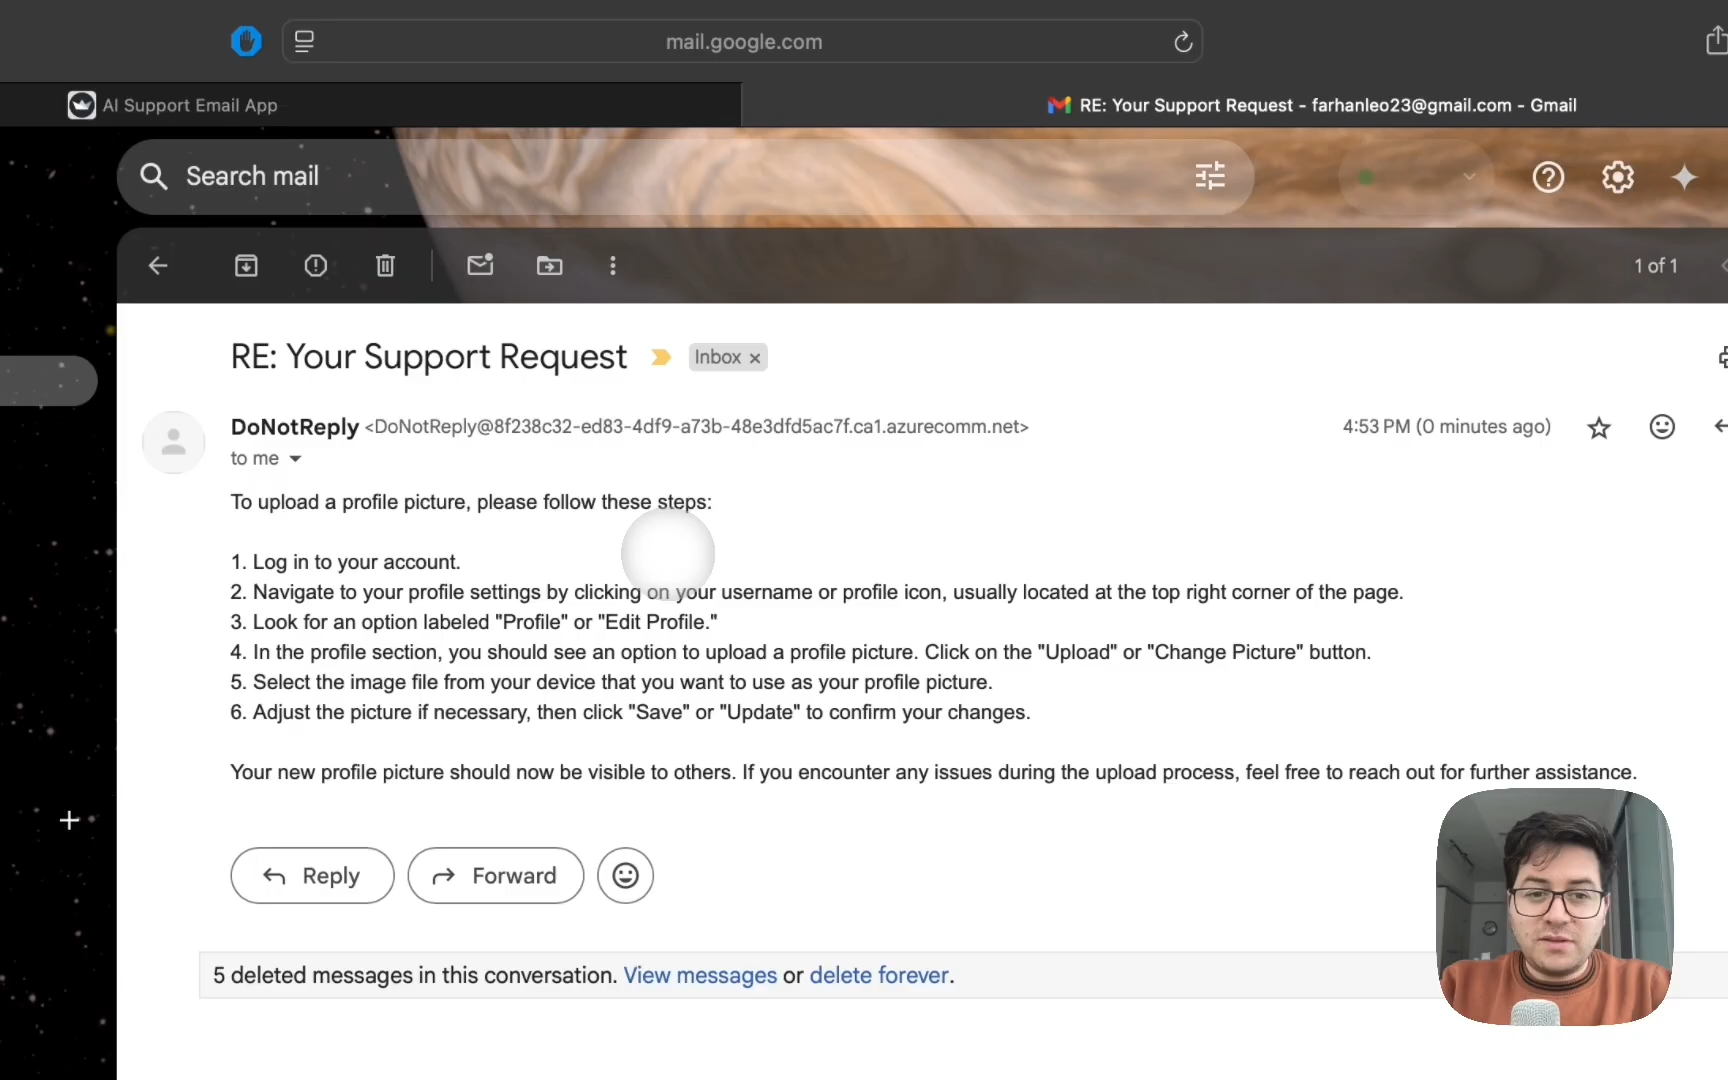 mail.google.com
AI Support Email App
RE: Your Support Request - farhanleo23@gmail.com - Gmail
Search mail
1 of 1
RE: Your Support Request
Inbox x
DoNotReply <DoNotReply@8f238c32-ed83-4df9-a73b-48e3dfd5ac7f.ca1.azurecomm.net>
4:53 PM (0 minutes ago)
to me
To upload a profile picture, please follow these steps:
1. Log in to your account.
2. Navigate to your profile settings by clicking on your username or profile icon, usually located at the top right corner of the page.
3. Look for an option labeled "Profile" or "Edit Profile."
4. In the profile section, you should see an option to upload a profile picture. Click on the "Upload" or "Change Picture" button.
5. Select the image file from your device that you want to use as your profile picture.
6. Adjust the picture if necessary, then click "Save" or "Update" to confirm your changes.
Your new profile picture should now be visible to others. If you encounter any issues during the upload process, feel free to reach out for further assistance.
Reply
Forward
5 deleted messages in this conversation. View messages or delete forever.